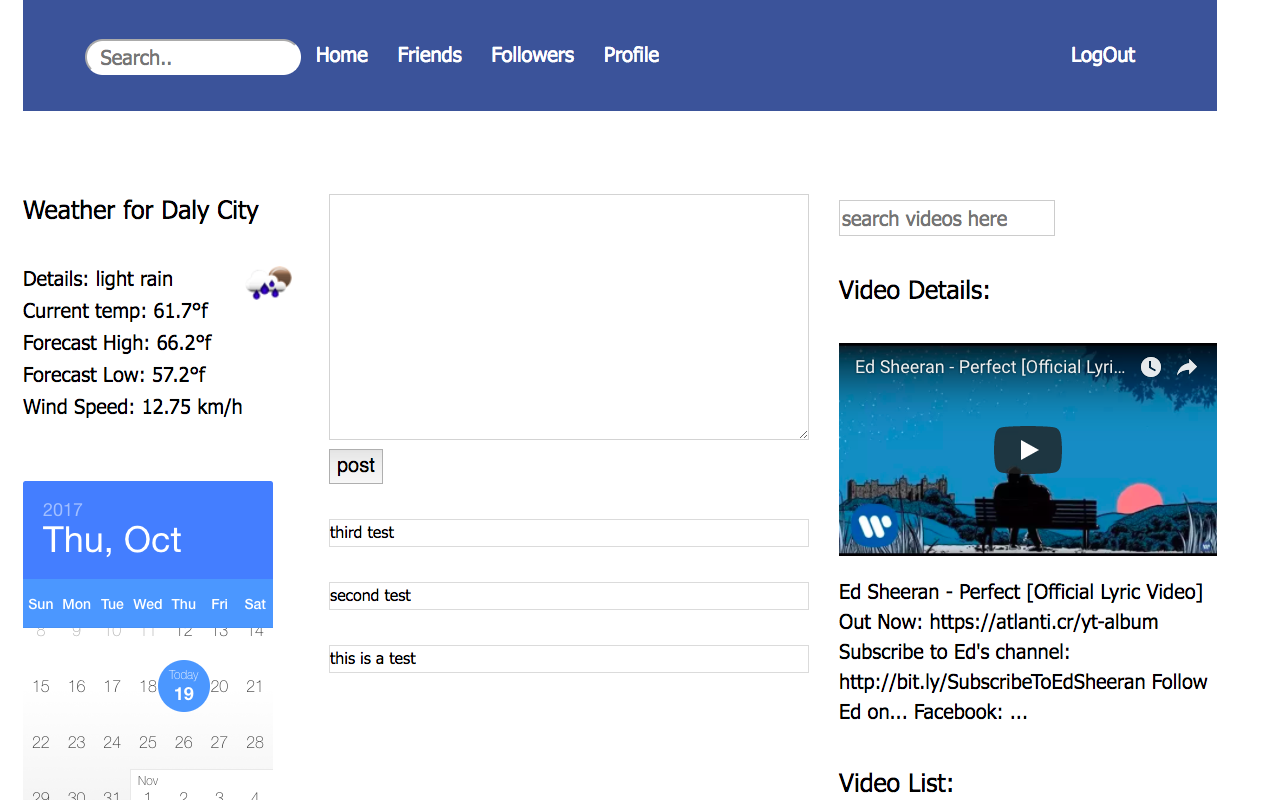 Search..
Home Friends Followers Profile LogOut
Weather for Daly City
Details: light rain
Current temp: 61.7°f
Forecast High: 66.2°f
Forecast Low: 57.2°f
Wind Speed: 12.75 km/h
2017
Thu, Oct
Sun Mon Tue Wed Thu Fri Sat
8 9 10 11 12 13 14
15 16 17 18 Today 19 20 21
22 23 24 25 26 27 28
Nov
29 30 31 1 2 3 4
post
third test
second test
this is a test
search videos here
Video Details:
Ed Sheeran - Perfect [Official Lyri...
Ed Sheeran - Perfect [Official Lyric Video]
Out Now: https://atlanti.cr/yt-album
Subscribe to Ed's channel:
http://bit.ly/SubscribeToEdSheeran Follow
Ed on... Facebook: ...
Video List: